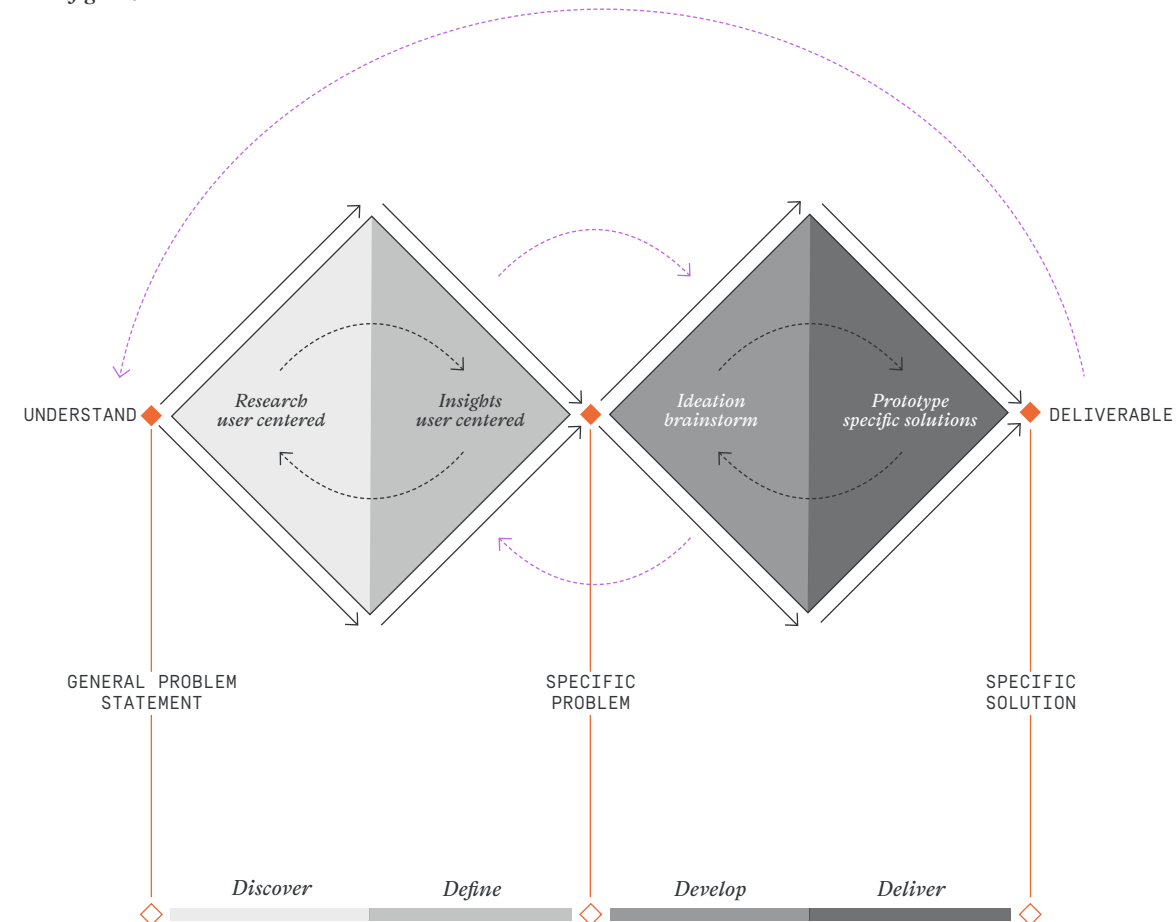 Research
user centered
Insights
user centered
Ideation
brainstorm
Prototype
specific solutions
UNDERSTAND
DELIVERABLE
GENERAL PROBLEM
STATEMENT
SPECIFIC
PROBLEM
SPECIFIC
SOLUTION
Discover
Define
Develop
Deliver